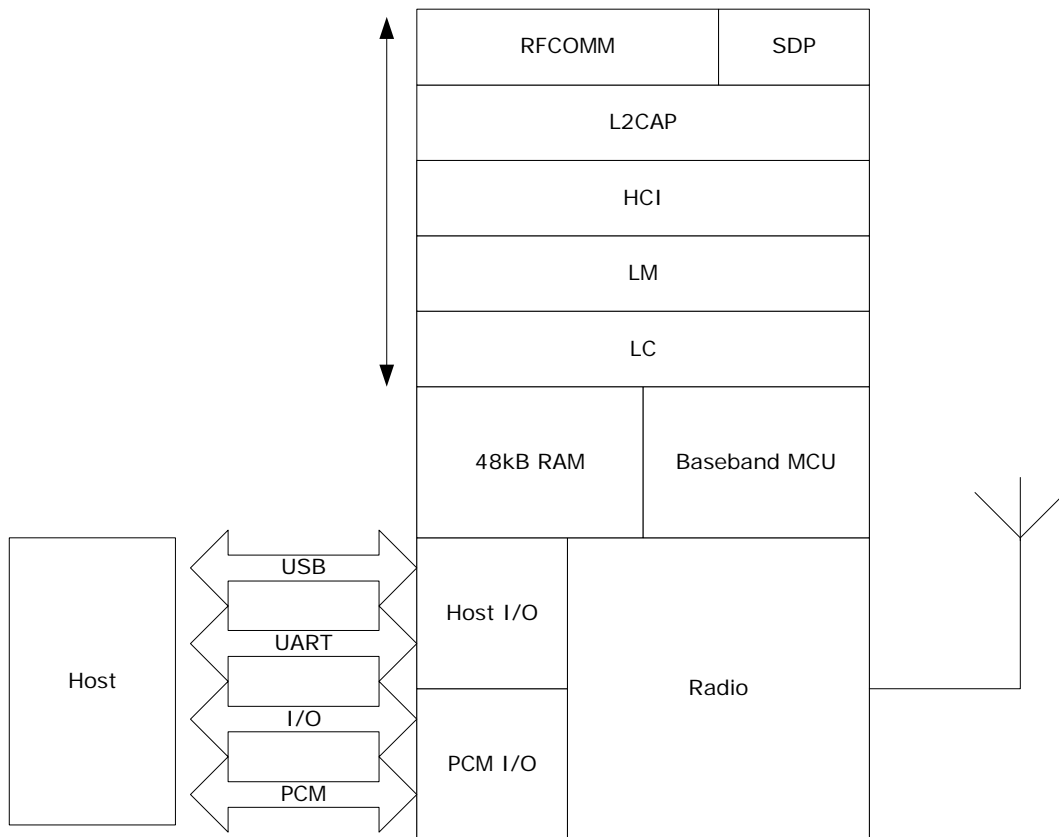 RFCOMM
SDP
L2CAP
HCI
LM
LC
48kB RAM
Baseband MCU
USB
Host I/O
UART
Host
Radio
I/O
PCM I/O
PCM